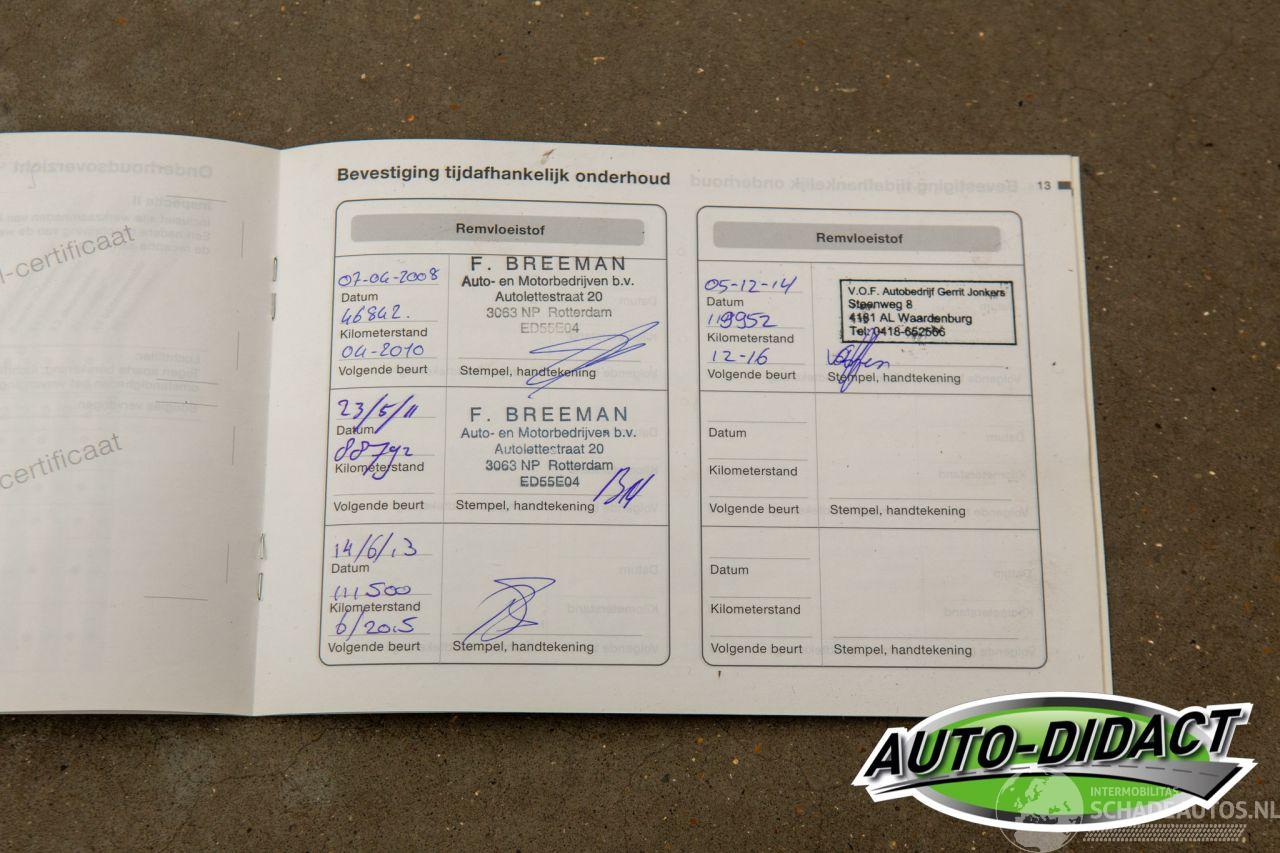 l-certificaat
certificaat
Bevestiging tijdafhankelijk onderhoud
13
Remvloeistof
07-04-2008
Datum
46842.
Kilometerstand
04-2010
Volgende beurt
F. BREEMAN
Auto- en Motorbedrijven b.v.
Autolettestraat 20
3063 NP Rotterdam
ED55E04
Stempel, handtekening
23/5/11
Datum
88792
Kilometerstand
Volgende beurt
F. BREEMAN
Auto- en Motorbedrijven b.v.
Autolettestraat 20
3063 NP Rotterdam
ED55E04
Stempel, handtekening
14/6/13
Datum
111500
Kilometerstand
6/2015
Volgende beurt
Stempel, handtekening
Remvloeistof
05-12-14
Datum
119952
Kilometerstand
12-16
Volgende beurt
V.O.F. Autobedrijf Gerrit Jonkers
Steenweg 8
4181 AL Waardenburg
Tel: 0418-652566
Stempel, handtekening
Datum
Kilometerstand
Volgende beurt
Stempel, handtekening
Datum
Kilometerstand
Volgende beurt
Stempel, handtekening
AUTO-DIDACT
INTERMOBILITAS
SCHADEAUTOS.NL